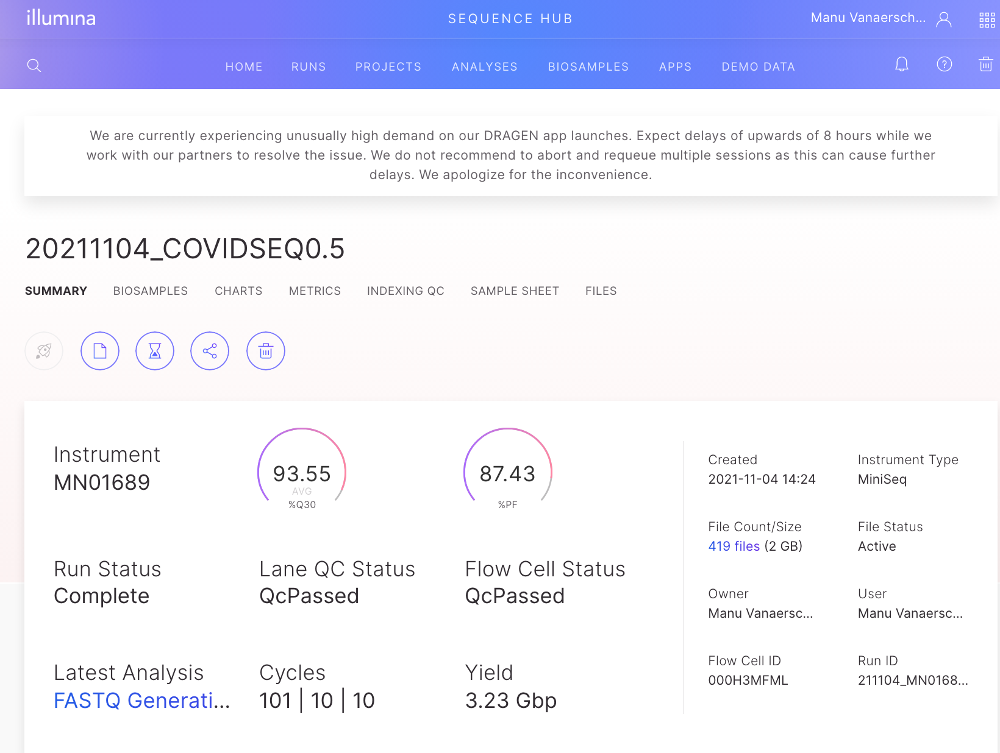 illumina
SEQUENCE HUB
Manu Vanaersch...
HOME RUNS PROJECTS ANALYSES BIOSAMPLES APPS DEMO DATA
We are currently experiencing unusually high demand on our DRAGEN app launches. Expect delays of upwards of 8 hours while we
work with our partners to resolve the issue. We do not recommend to abort and requeue multiple sessions as this can cause further
delays. We apologize for the inconvenience.
20211104_COVIDSEQ0.5
SUMMARY BIOSAMPLES CHARTS METRICS INDEXING QC SAMPLE SHEET FILES
Instrument
MN01689
93.55
AVG
%Q30
87.43
%PF
Run Status
Complete
Lane QC Status
QcPassed
Flow Cell Status
QcPassed
Latest Analysis
FASTQ Generati...
Cycles
101 | 10 | 10
Yield
3.23 Gbp
Created
2021-11-04 14:24
Instrument Type
MiniSeq
File Count/Size
419 files (2 GB)
File Status
Active
Owner
Manu Vanaersc...
User
Manu Vanaersc...
Flow Cell ID
000H3MFML
Run ID
211104_MN0168...